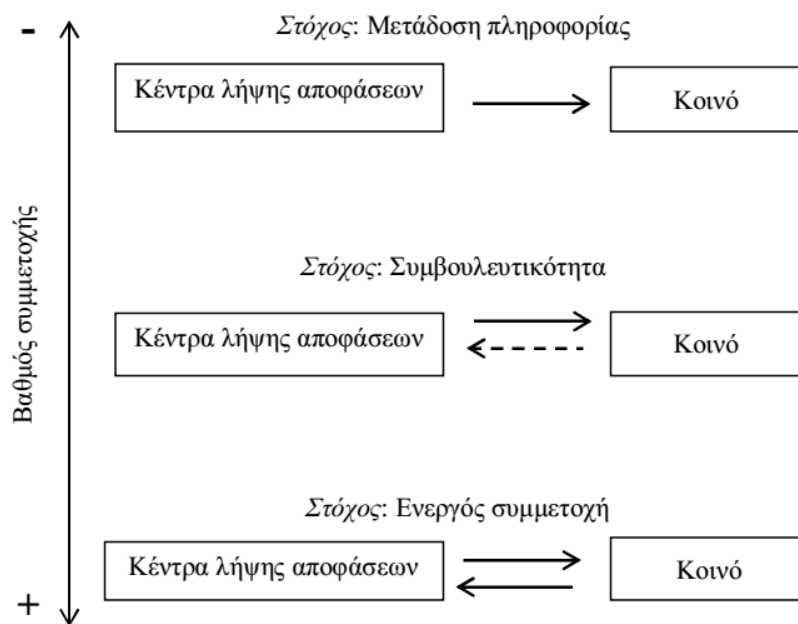 -
Στόχος: Μετάδοση πληροφορίας
Κέντρα λήψης αποφάσεων
Κοινό
Βαθμός συμμετοχής
Στόχος: Συμβουλευτικότητα
Κέντρα λήψης αποφάσεων
Κοινό
Στόχος: Ενεργός συμμετοχή
Κέντρα λήψης αποφάσεων
Κοινό
+